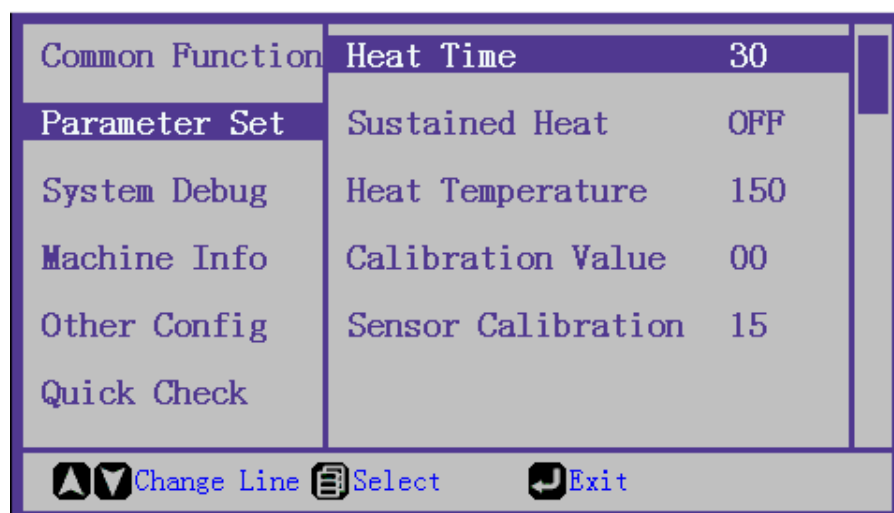 Common Function Heat Time 30
Parameter Set Sustained Heat OFF
System Debug Heat Temperature 150
Machine Info Calibration Value 00
Other Config Sensor Calibration 15
Quick Check
Change Line Select Exit